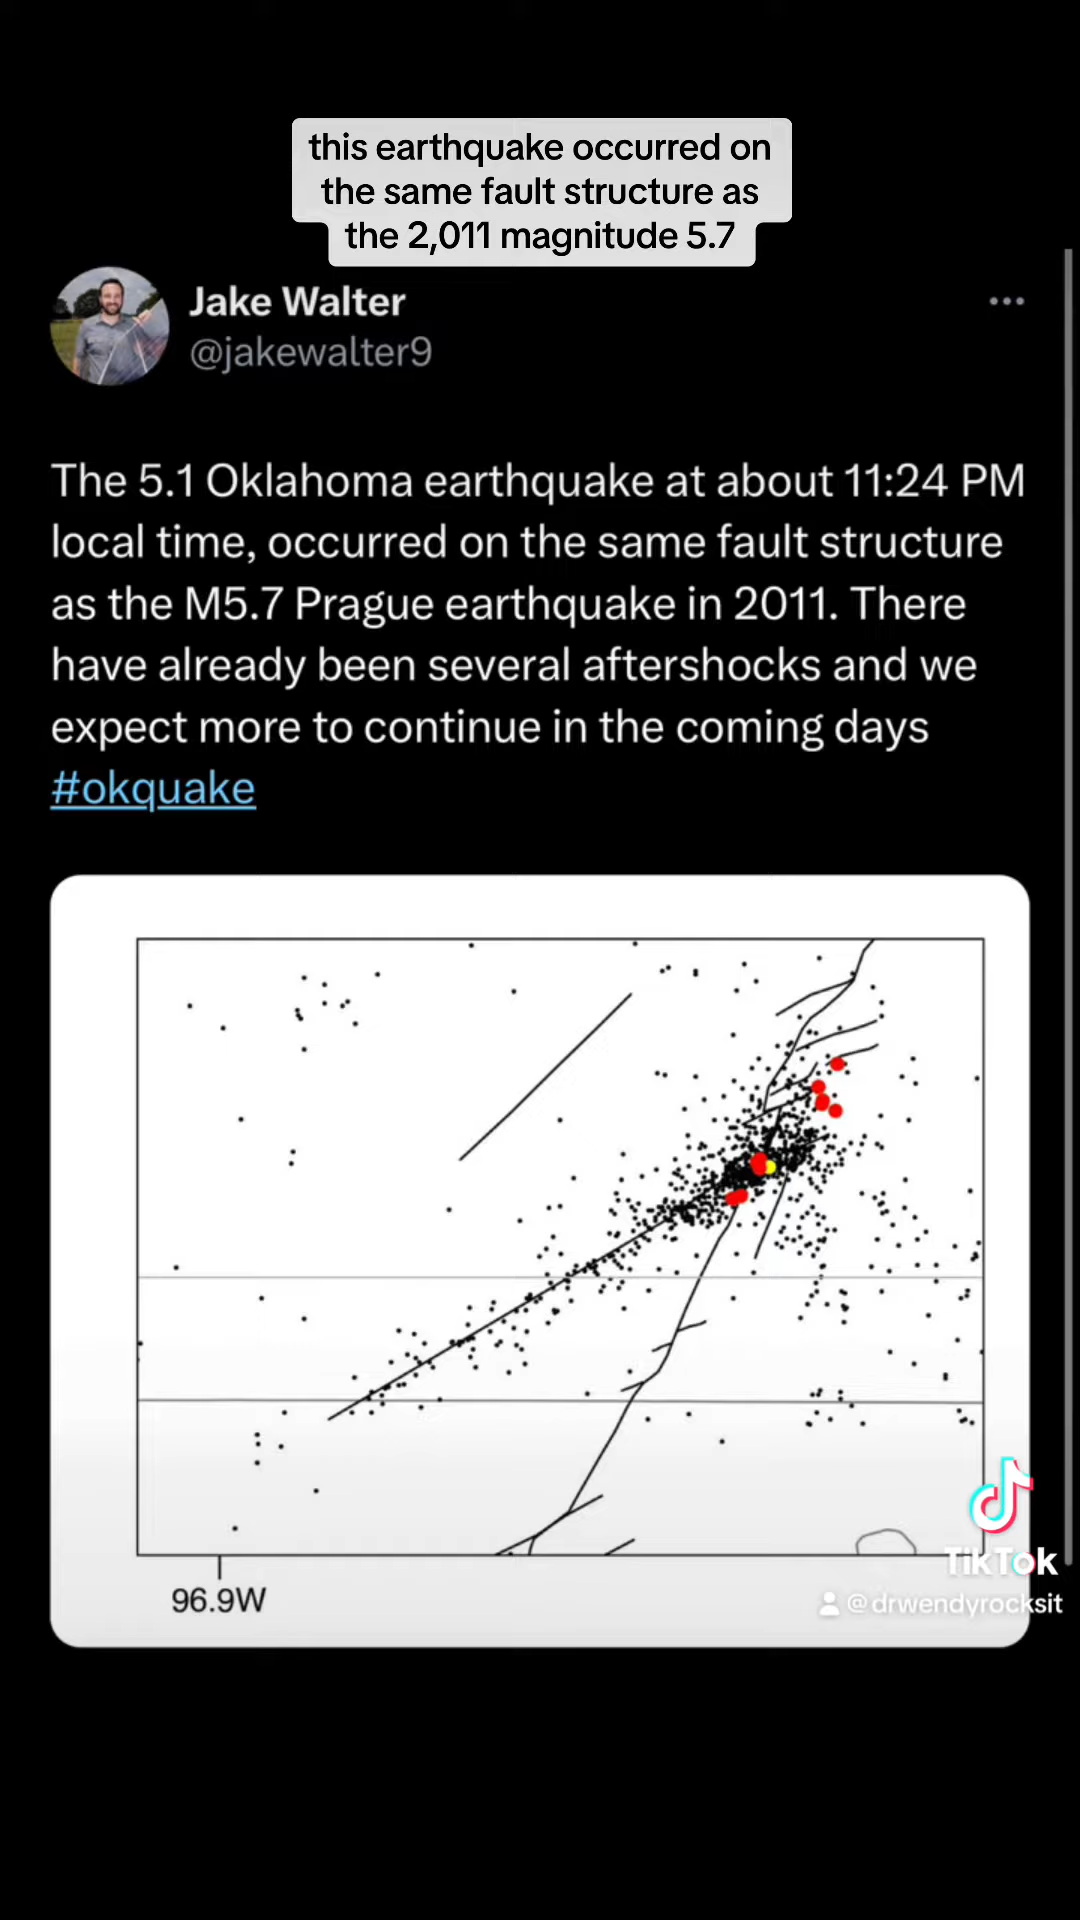 this earthquake occurred on
the same fault structure as
the 2,011 magnitude 5.7
Jake Walter
@jakewalter9
The 5.1 Oklahoma earthquake at about 11:24 PM
local time, occurred on the same fault structure
as the M5.7 Prague earthquake in 2011. There
have already been several aftershocks and we
expect more to continue in the coming days
#okquake
96.9W
TikTok
@drwendyrocksit